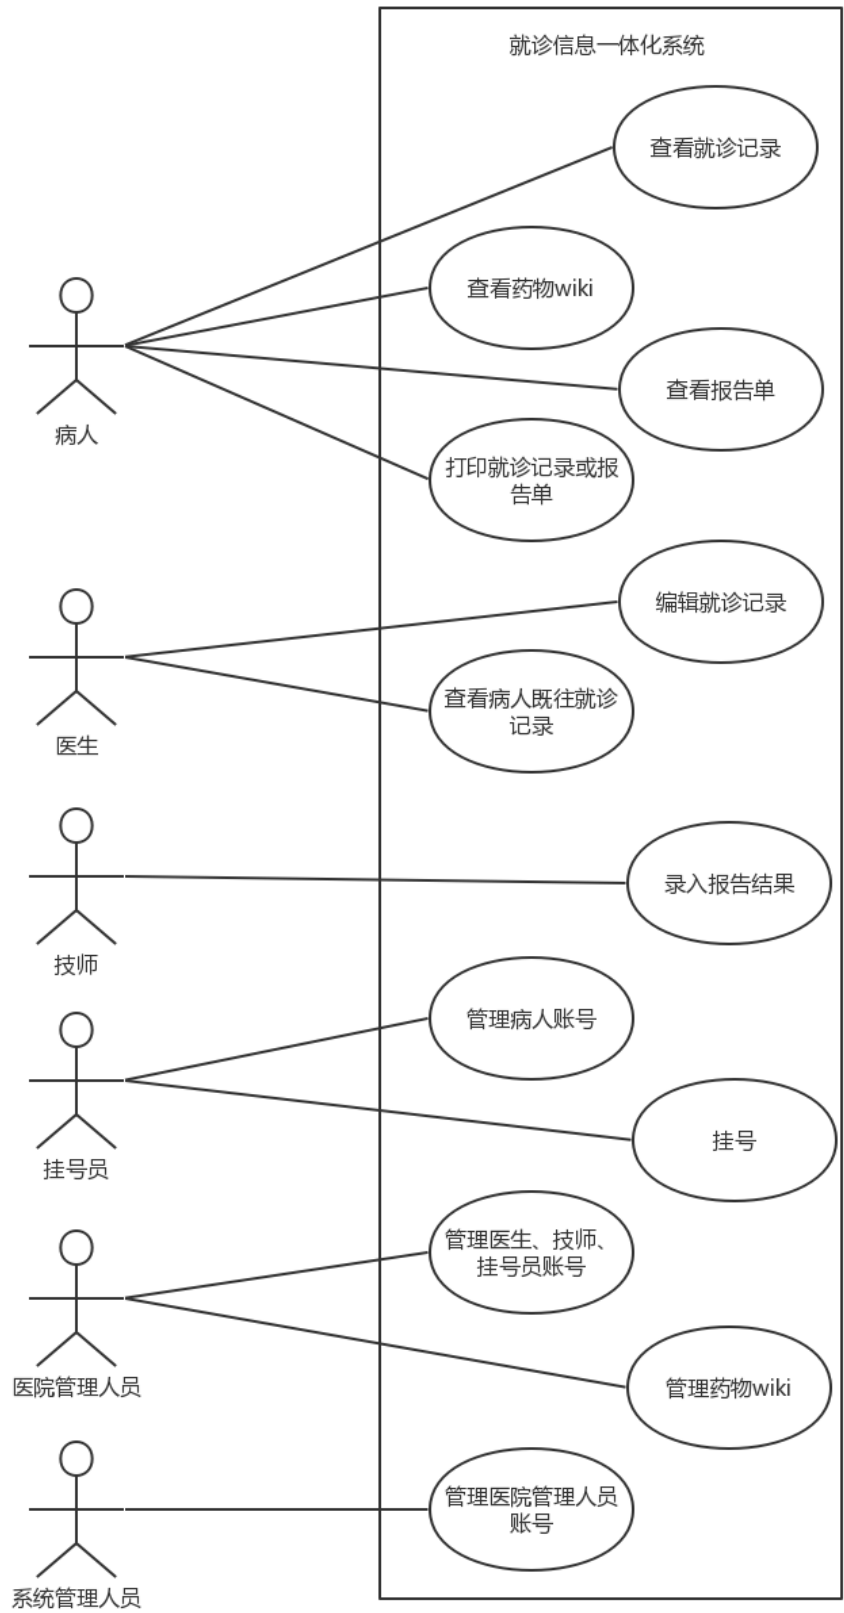 就诊信息一体化系统
查看就诊记录
查看药物wiki
查看报告单
病人
打印就诊记录或报
告单
编辑就诊记录
查看病人既往就诊
记录
医生
录入报告结果
技师
管理病人账号
挂号
挂号员
管理医生、技师、
挂号员账号
医院管理人员
管理药物wiki
管理医院管理人员
账号
系统管理人员